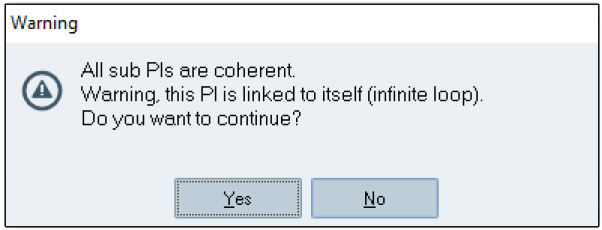 Warning
All sub PIs are coherent.
Warning, this PI is linked to itself (infinite loop).
Do you want to continue?
Yes
No